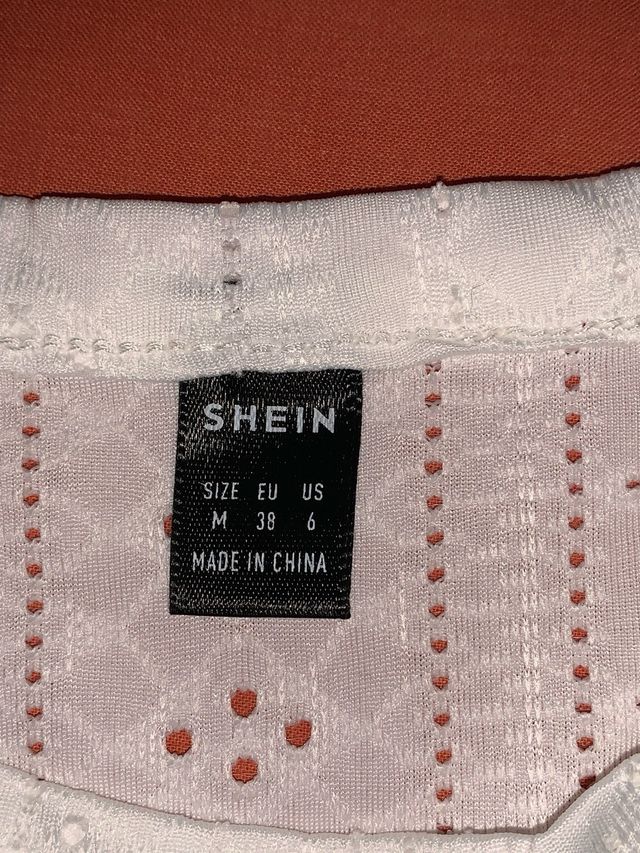 SHEIN
SIZE EU US
M 38 6
MADE IN CHINA